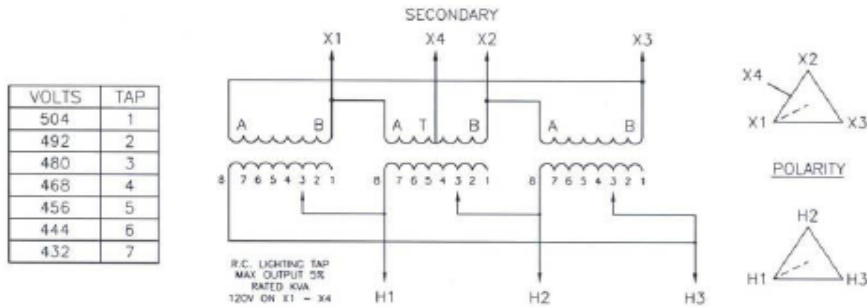 SECONDARY
X1 X4 X2 X3
VOLTS TAP
504 1
492 2
480 3
468 4
456 5
444 6
432 7
A B A T B A B
8 7 6 5 4 3 2 1 8 7 6 5 4 3 2 1 8 7 6 5 4 3 2 1
R.C. LIGHTING TAP
MAX OUTPUT 5%
RATED KVA
120V ON X1 - X4
H1 H2 H3
X2
X4
X1 X3
POLARITY
H2
H1 H3